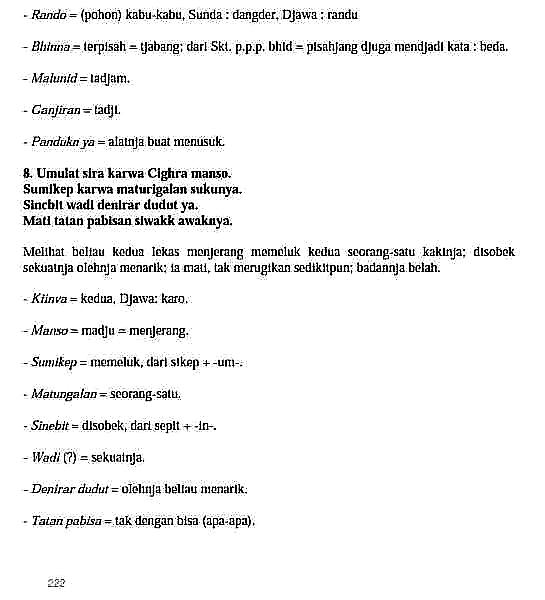 - Rando = (pohon) kabu-kabu, Sunda : dangder, Djawa : randu
- Bhinna = terpisah = tjabang; dari Skt. p.p.p. bhid = pisahjang djuga mendjadi kata : beda.
- Malunid = tadjam.
- Ganjiran = tadji.
- Pandukn ya = alatnja buat menusuk.
8. Umulat sira karwa Cighra manso.
Sumikep karwa maturigalan sukunya.
Sincbit wadi denirar dudut ya.
Mati tatan pabisan siwakk awaknya.
Melihat beliau kedua lekas menjerang memeluk kedua seorang-satu kakinja; disobek
sekuatnja olehnja menarik; ia mati, tak merugikan sedikitpun; badannja belah.
- Kiinva = kedua, Djawa: karo.
- Manso = madju = menjerang.
- Sumikep = memeluk, dari sikep + -um-.
- Matungalan = seorang-satu.
- Sinebit = disobek, dari sepit + -in-.
- Wadi (?) = sekuatnja.
- Denirar dudut = olehnja beliau menarik.
- Tatan pabisa = tak dengan bisa (apa-apa).
222